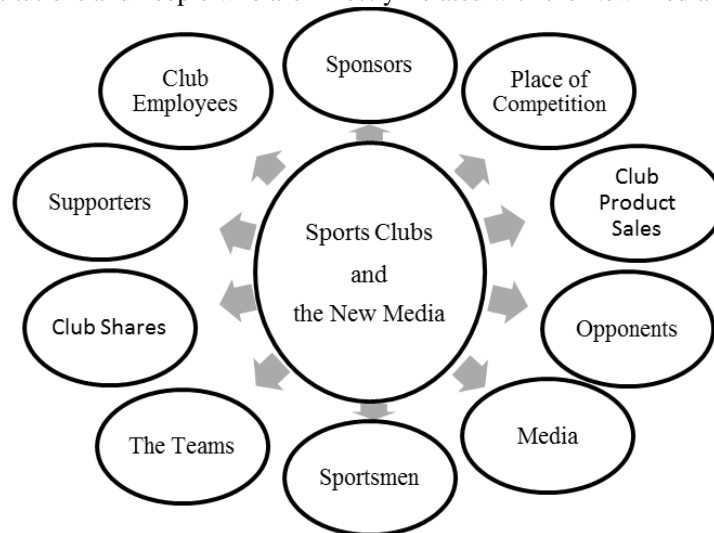 Sponsors
Club
Employees
Place of
Competition
Supporters
Club
Product
Sales
Sports Clubs
and
the New Media
Club Shares
Opponents
The Teams
Media
Sportsmen